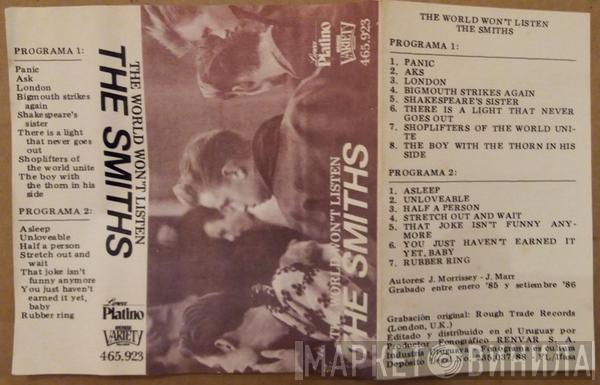 PROGRAMA 1:
Panic
Ask
London
Bigmouth strikes
again
Shakespeare's
sister
There is a light
that never goes
out
Shoplifters of
the world unite
The boy with
the thorn in his
side
PROGRAMA 2:
Asleep
Unloveable
Half a person
Stretch out and
wait
That joke isn't
funny anymore
You just haven't
earned it yet,
baby
Rubber ring
Platino
VARIETY
465.923
THE WORLD WON'T LISTEN
THE SMITHS
Platino
VARIETY
465.923
THE WORLD WON'T LISTEN
THE SMITHS
THE WORLD WON'T LISTEN
THE SMITHS
PROGRAMA 1:
1. PANIC
2. AKS
3. LONDON
4. BIGMOUTH STRIKES AGAIN
5. SHAKESPEARE'S SISTER
6. THERE IS A LIGHT THAT NEVER
GOES OUT
7. SHOPLIFTERS OF THE WORLD UNI-
TE
8. THE BOY WITH THE THORN IN HIS
SIDE
PROGRAMA 2:
1. ASLEEP
2. UNLOVEABLE
3. HALF A PERSON
4. STRETCH OUT AND WAIT
5. THAT JOKE ISN'T FUNNY ANY-
MORE
6. YOU JUST HAVEN'T EARNED IT
YET, BABY
7. RUBBER RING
Autores: J. Morrissey - J. Marr
Grabado entre enero '85 y setiembre '86
Grabación original: Rough Trade Records
(London, U.K.)
Editado y distribuido en el Uruguay por
Productor Fonográfico RENVAR S. A.
Industria Uruguaya - Fonograma es cultura
Depósito Legal No.
МАРКЕТ ВИНИЛА